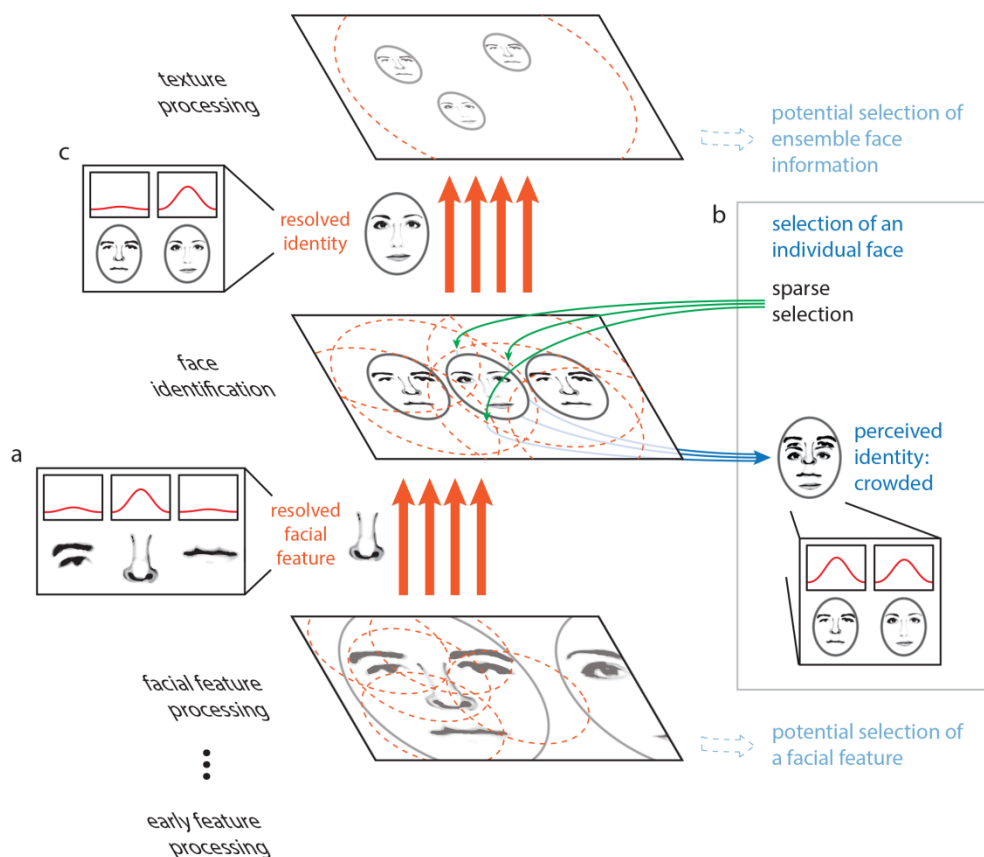 texture
processing
potential selection of
ensemble face
information
c
resolved
identity
b
selection of an
individual face
sparse
selection
face
identification
a
perceived
identity:
crowded
resolved
facial
feature
facial feature
processing
potential selection of
a facial feature
early feature
processing